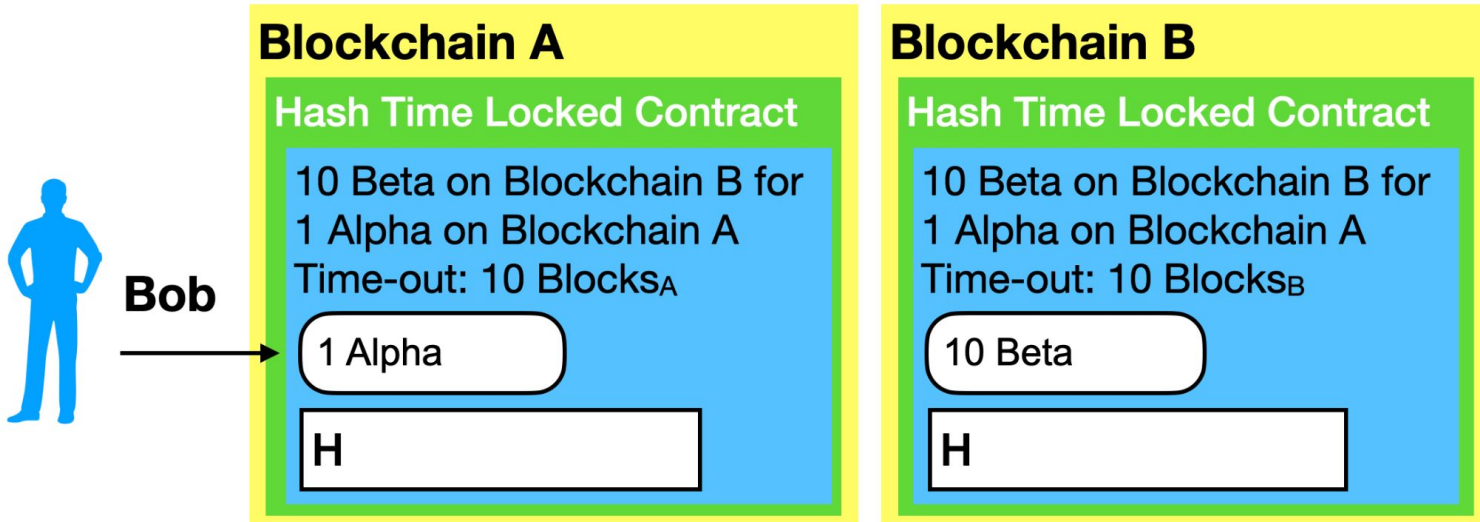 Bob
Blockchain A
Hash Time Locked Contract
10 Beta on Blockchain B for
1 Alpha on Blockchain A
Time-out: 10 BlocksA
1 Alpha
H
Blockchain B
Hash Time Locked Contract
10 Beta on Blockchain B for
1 Alpha on Blockchain A
Time-out: 10 BlocksB
10 Beta
H